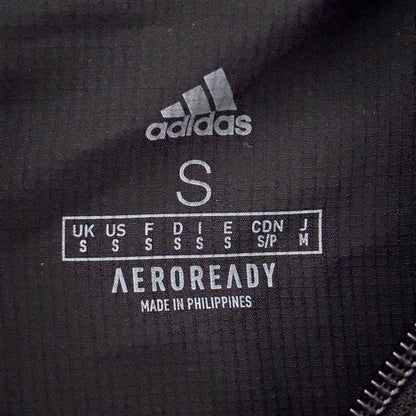 adidas
S
UK US F D I E CDN J
S S S S S S S/P M
AEROREADY
MADE IN PHILIPPINES